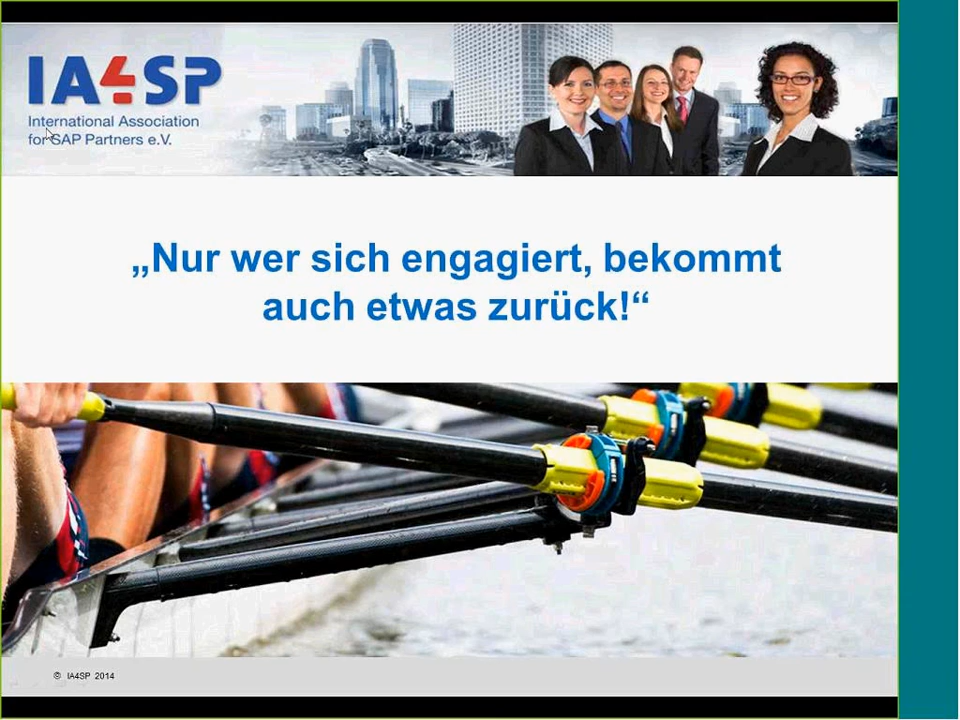 IA4SP
International Association
for SAP Partners e.V.
„Nur wer sich engagiert, bekommt
auch etwas zurück!“
© IA4SP 2014